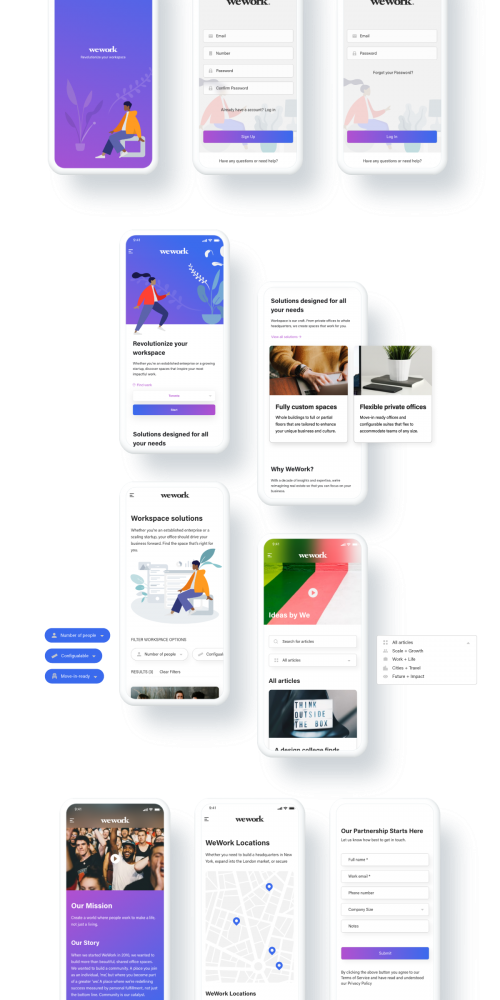 wework
Revolutionize your workspace
wework.
Email
Number
Password
Confirm Password
Already have a account? Log in
Sign Up
Have any questions or need help?
wework.
Email
Password
Forgot your Password?
Log in
Have any questions or need help?
9:41
wework
Revolutionize your
workspace
Whether you're an established enterprise or a growing
startup, discover spaces that inspire your most
impactful work.
Next
Solutions designed for all
your needs
Solutions designed for all
your needs
Workspace is our craft. From private offices to whole
headquarters, we create spaces that work for you.
View all solutions
Fully custom spaces
Whole buildings to full or partial
floors that are tailored to enhance
your unique business and culture.
Flexible private offices
Move-in ready offices and
configurable suites that flex to
accommodate teams of any size.
Why WeWork?
With a decade of insights and expertise, we're
reimagining real estate so that you can focus on your
business.
wework
Workspace solutions
Whether you're an established enterprise or a
scaling startup, your office should drive your
business forward. Find the space that's right for
you.
FILTER WORKSPACE OPTIONS
Number of people
Configuabl
RESULTS (3)
Clear Filters
Number of people
Configuadable
Move-in-ready
9:41
wework
Ideas by We
Search for articles
All articles
All articles
THINK
OUTSIDE
THE BOX
A design college finds
All articles
Scale + Growth
Work + Life
Cities + Travel
Future + Impact
9:41
wework
Our Mission
Create a world where people work to make a life,
not just a living.
Our Story
When we started WeWork in 2010, we wanted to
build more than beautiful, shared office spaces.
We wanted to build a community. A place you join
as an individual, 'me', but where you become part
of a greater 'we'. A place where we're redefining
success measured by personal fulfillment, not just
the bottom line. Community is our catalyst.
9:41
wework
WeWork Locations
Whether you need to build a headquarter in New
York, expand into the London market, or secure
WeWork Locations
Our Partnership Starts Here
Let us know how best to get in touch.
Full name *
Work email *
Phone number
Company Size
Notes
Submit
By clicking the above button you agree to our
Terms of Service and have read and understood
our Privacy Policy